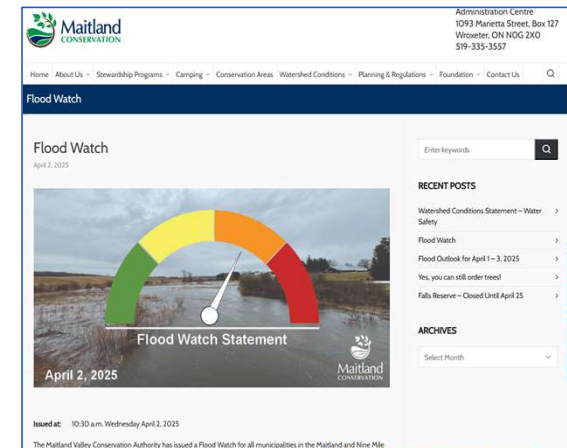 Maitland
CONSERVATION
Administration Centre
1093 Marietta Street, Box 127
Wroxeter, ON N0G 2X0
519-335-3557
Home About Us Stewardship Programs Camping Conservation Areas Watershed Conditions Planning & Regulations Foundation Contact Us
Flood Watch
Flood Watch
April 2, 2025
Flood Watch Statement
April 2, 2025
Maitland
CONSERVATION
Issued at: 10:30 a.m. Wednesday April 2, 2025
The Maitland Valley Conservation Authority has issued a Flood Watch for all municipalities in the Maitland and Nine Mile
Enter keywords
RECENT POSTS
Watershed Conditions Statement – Water
Safety
Flood Watch
Flood Outlook for April 1 – 3, 2025
Yes, you can still order trees!
Falls Reserve – Closed Until April 25
ARCHIVES
Select Month